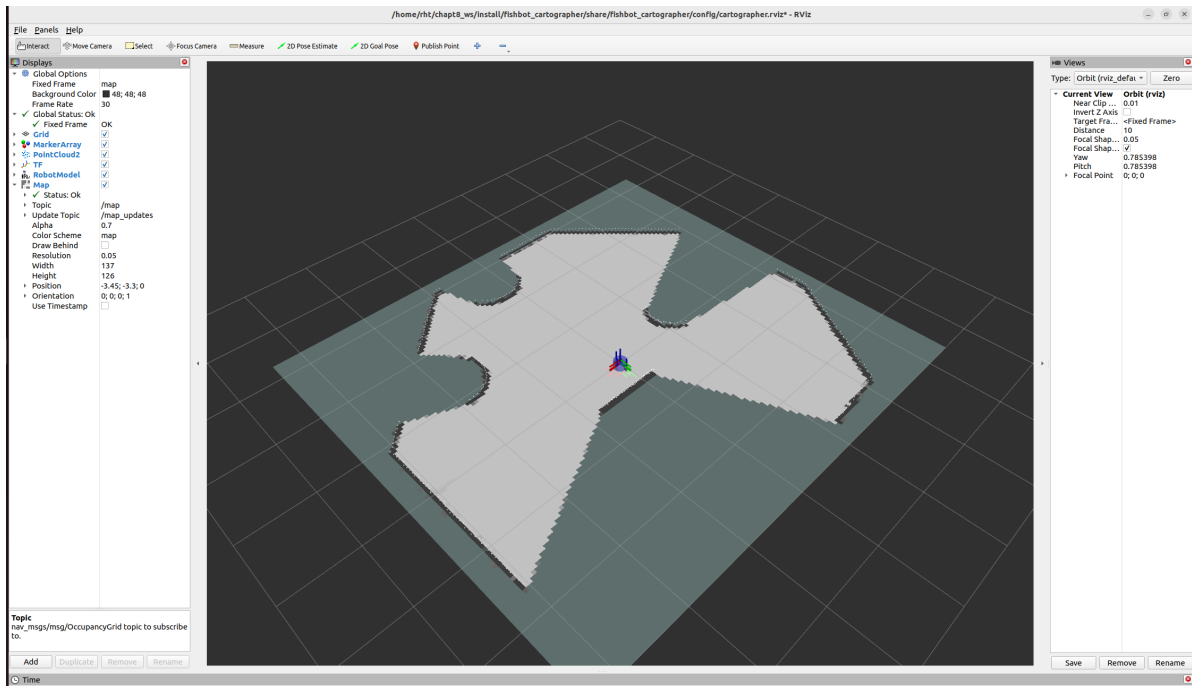 /home/rht/chapt8_ws/install/fishbot_cartographer/share/fishbot_cartographer/config/cartographer.rviz* - RViz
File Panels Help
Interact Move Camera Select Focus Camera Measure 2D Pose Estimate 2D Goal Pose Publish Point
Displays
Global Options
Fixed Frame map
Background Color 48; 48; 48
Frame Rate 30
Global Status: Ok
Fixed Frame OK
Grid
MarkerArray
PointCloud2
TF
RobotModel
Map
Status: Ok
Topic /map
Update Topic /map_updates
Alpha 0.7
Color Scheme map
Draw Behind
Resolution 0.05
Width 137
Height 126
Position -3.45; -3.3; 0
Orientation 0; 0; 0; 1
Use Timestamp
Topic
nav_msgs/msg/OccupancyGrid topic to subscribe
to.
Add Duplicate Remove Rename
Time
Views
Type: Orbit (rviz_defau Zero
Current View Orbit (rviz)
Near Clip ... 0.01
Invert Z Axis
Target Fra... <Fixed Frame>
Distance 10
Focal Shap... 0.05
Focal Shap...
Yaw 0.785398
Pitch 0.785398
Focal Point 0; 0; 0
Save Remove Rename